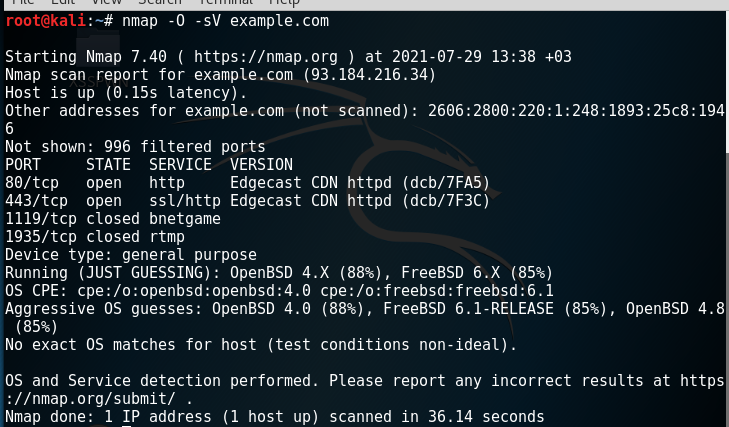 File Edit View Search Terminal Help
root@kali:~# nmap -O -sV example.com
Starting Nmap 7.40 ( https://nmap.org ) at 2021-07-29 13:38 +03
Nmap scan report for example.com (93.184.216.34)
Host is up (0.15s latency).
Other addresses for example.com (not scanned): 2606:2800:220:1:248:1893:25c8:194
6
Not shown: 996 filtered ports
PORT     STATE  SERVICE  VERSION
80/tcp   open   http     Edgecast CDN httpd (dcb/7FA5)
443/tcp  open   ssl/http Edgecast CDN httpd (dcb/7F3C)
1119/tcp closed bnetgame
1935/tcp closed rtmp
Device type: general purpose
Running (JUST GUESSING): OpenBSD 4.X (88%), FreeBSD 6.X (85%)
OS CPE: cpe:/o:openbsd:openbsd:4.0 cpe:/o:freebsd:freebsd:6.1
Aggressive OS guesses: OpenBSD 4.0 (88%), FreeBSD 6.1-RELEASE (85%), OpenBSD 4.8
 (85%)
No exact OS matches for host (test conditions non-ideal).
OS and Service detection performed. Please report any incorrect results at https
://nmap.org/submit/ .
Nmap done: 1 IP address (1 host up) scanned in 36.14 seconds